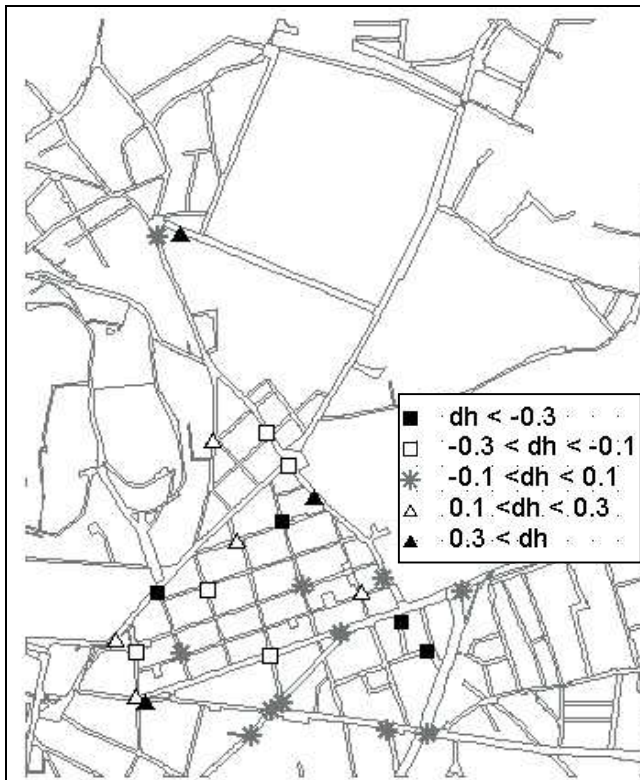 dh < -0.3
-0.3 < dh < -0.1
-0.1 <dh < 0.1
0.1 <dh < 0.3
0.3 < dh